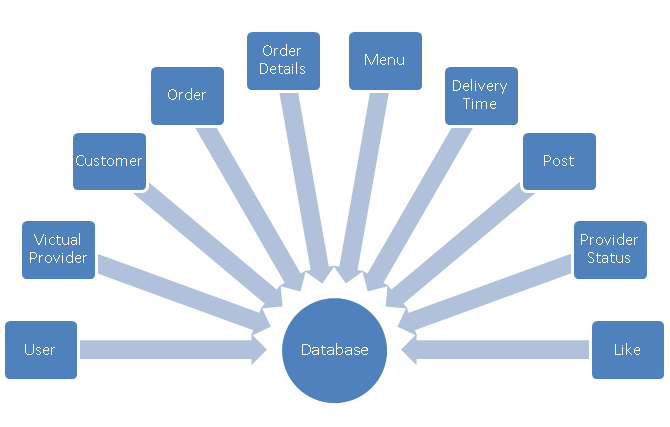 Order
Details
Menu
Order
Delivery
Time
Customer
Post
Victual
Provider
Provider
Status
User
Database
Like